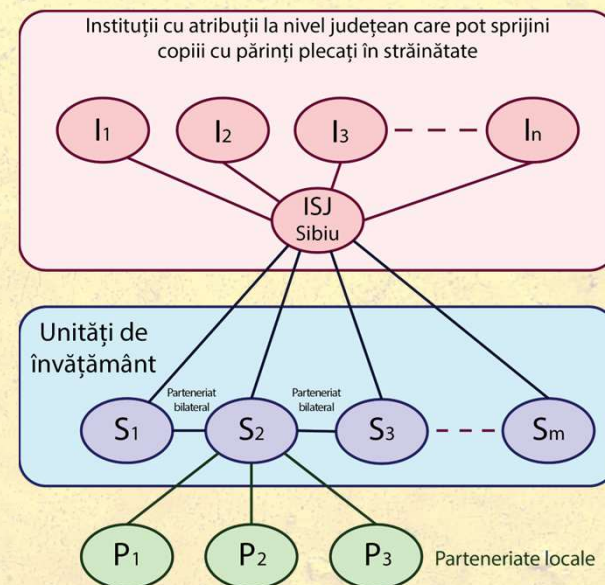 Instituții cu atribuții la nivel județean care pot sprijini
copiii cu părinți plecați în străinătate
I1 I2 I3 In
ISJ
Sibiu
Unități de
învățământ
Parteneriat
bilateral
Parteneriat
bilateral
S1 S2 S3 Sm
P1 P2 P3 Parteneriate locale